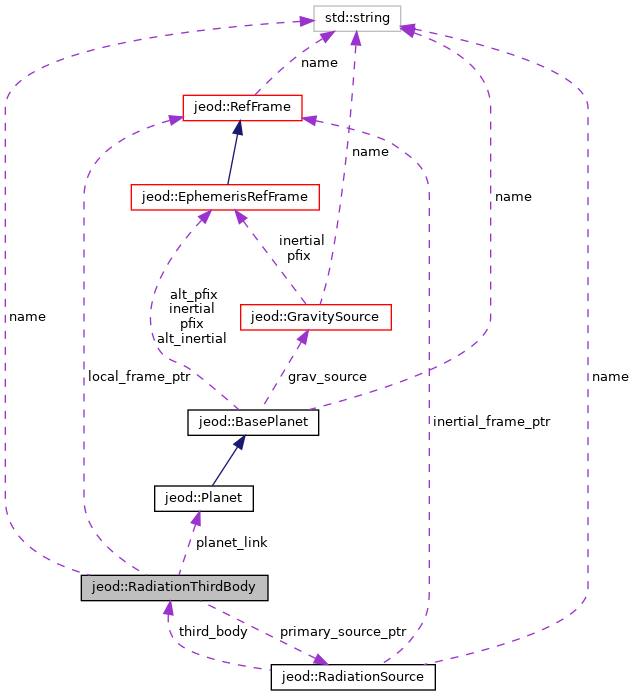 std::string
name
jeod::RefFrame
name
jeod::EphemerisRefFrame
name
inertial
pfix
alt_pfix
inertial
pfix
alt_inertial
jeod::GravitySource
name
local_frame_ptr
grav_source
name
jeod::BasePlanet
inertial_frame_ptr
jeod::Planet
planet_link
jeod::RadiationThirdBody
third_body
primary_source_ptr
jeod::RadiationSource